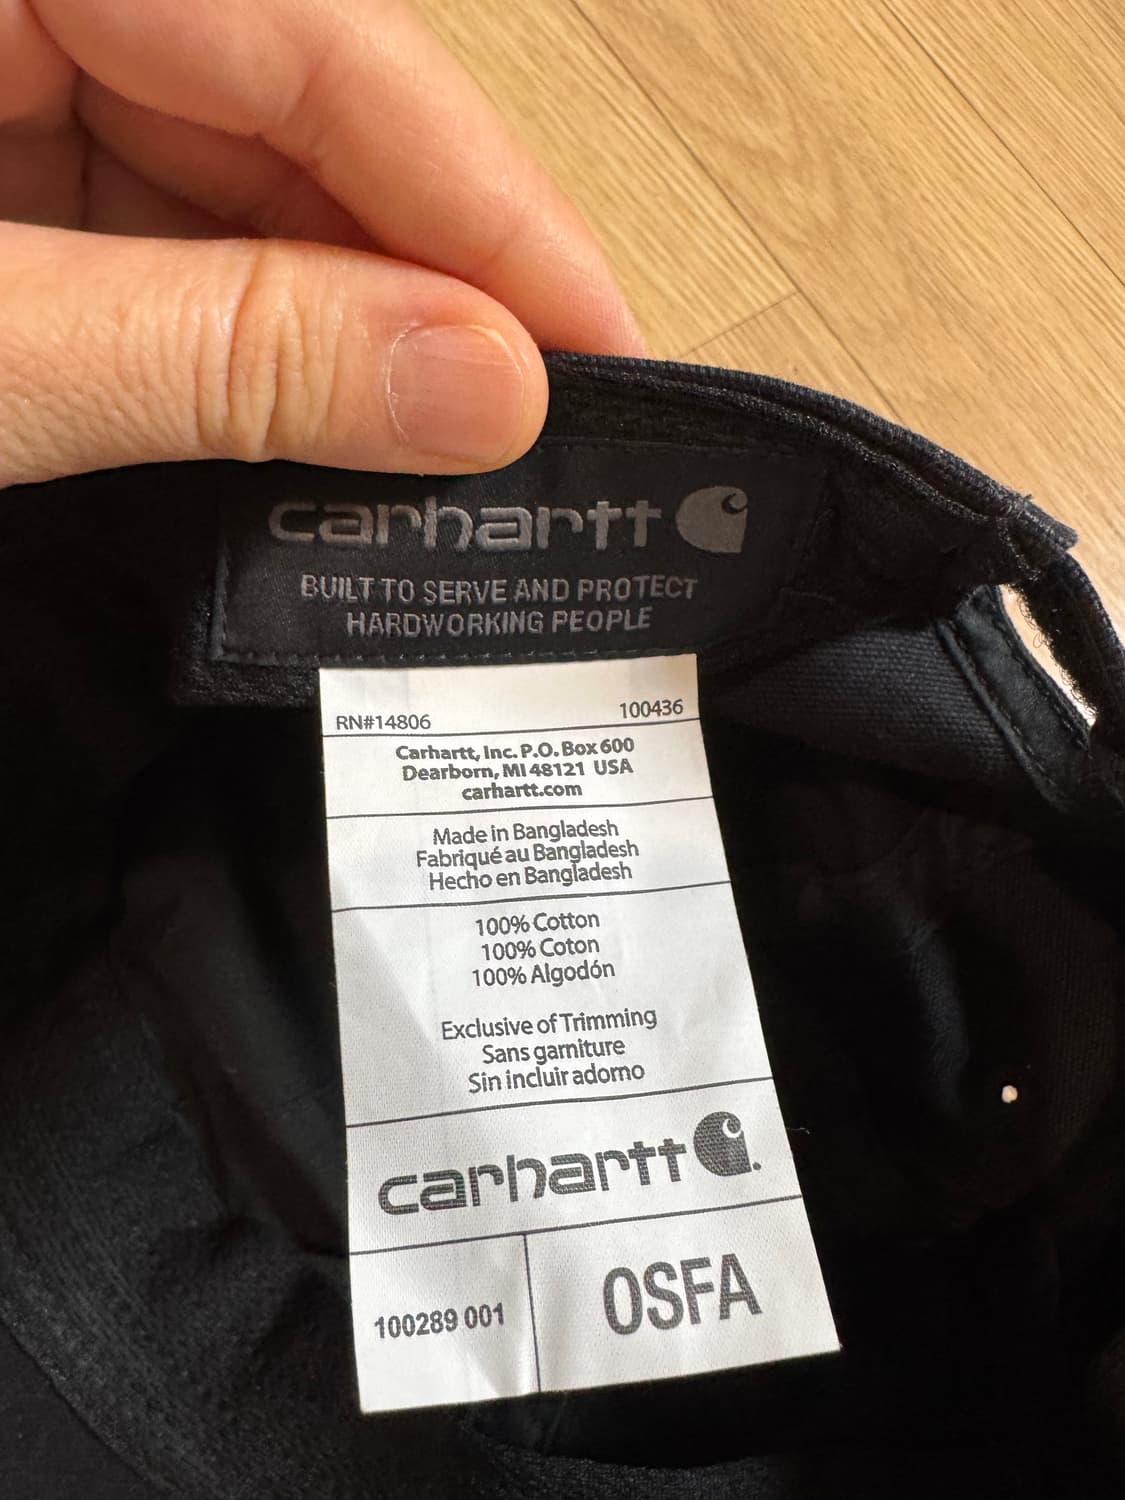 carhartt
BUILT TO SERVE AND PROTECT
HARDWORKING PEOPLE
RN#14806 100436
Carhartt, Inc. P.O. Box 600
Dearborn, MI 48121 USA
carhartt.com
Made in Bangladesh
Fabriqué au Bangladesh
Hecho en Bangladesh
100% Cotton
100% Coton
100% Algodón
Exclusive of Trimming
Sans garniture
Sin incluir adorno
carhartt
100289 001 OSFA